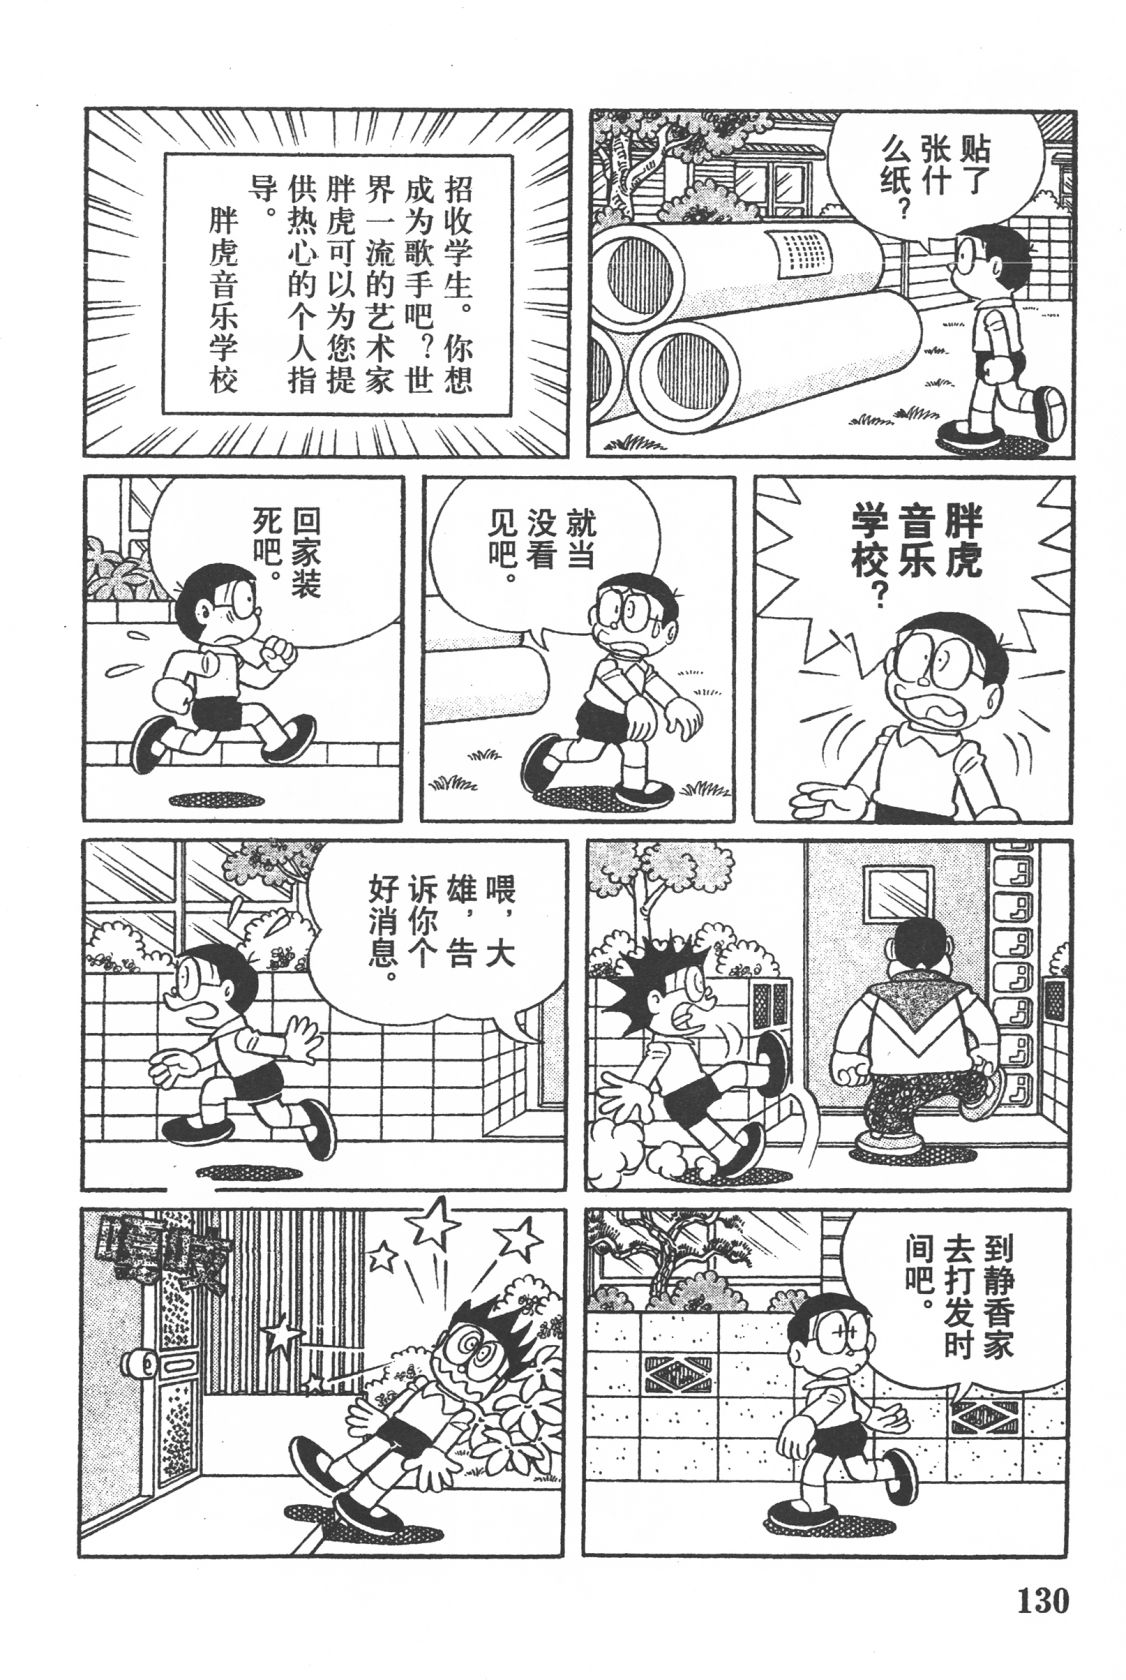 贴了
张什
么纸？
招收学生。你想
成为歌手吧？世
界一流的艺术家
胖虎可以为您提
供热心的个人指
导。
胖虎音乐学校
胖虎
音乐
学校？
就当
没看
见吧。
回家装
死吧。
喂，大
雄，告
诉你个
好消息。
到静香家
去打发时
间吧。
130